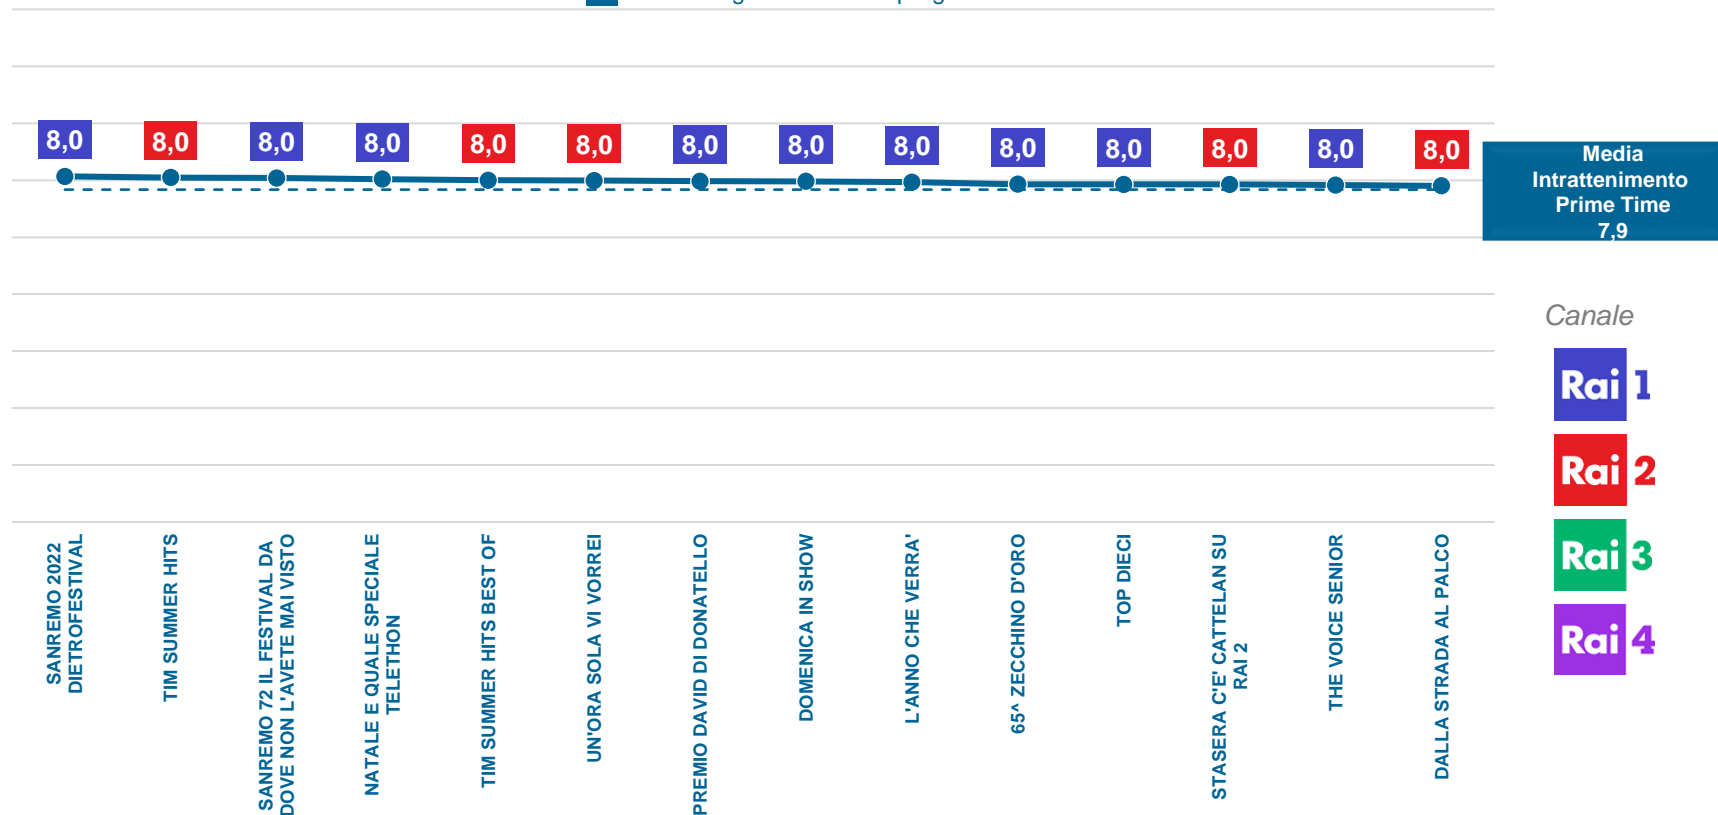 8,0 8,0 8,0 8,0 8,0 8,0 8,0 8,0 8,0 8,0 8,0 8,0 8,0 8,0
Media
Intrattenimento
Prime Time
7,9
Canale
Rai 1
Rai 2
Rai 3
Rai 4
SANREMO 2022
DIETROFESTIVAL
TIM SUMMER HITS
SANREMO 72 IL FESTIVAL DA
DOVE NON L'AVETE MAI VISTO
NATALE E QUALE SPECIALE
TELETHON
TIM SUMMER HITS BEST OF
UN'ORA SOLA VI VORREI
PREMIO DAVID DI DONATELLO
DOMENICA IN SHOW
L'ANNO CHE VERRA'
65^ ZECCHINO D'ORO
TOP DIECI
STASERA C'E' CATTELAN SU
RAI 2
THE VOICE SENIOR
DALLA STRADA AL PALCO